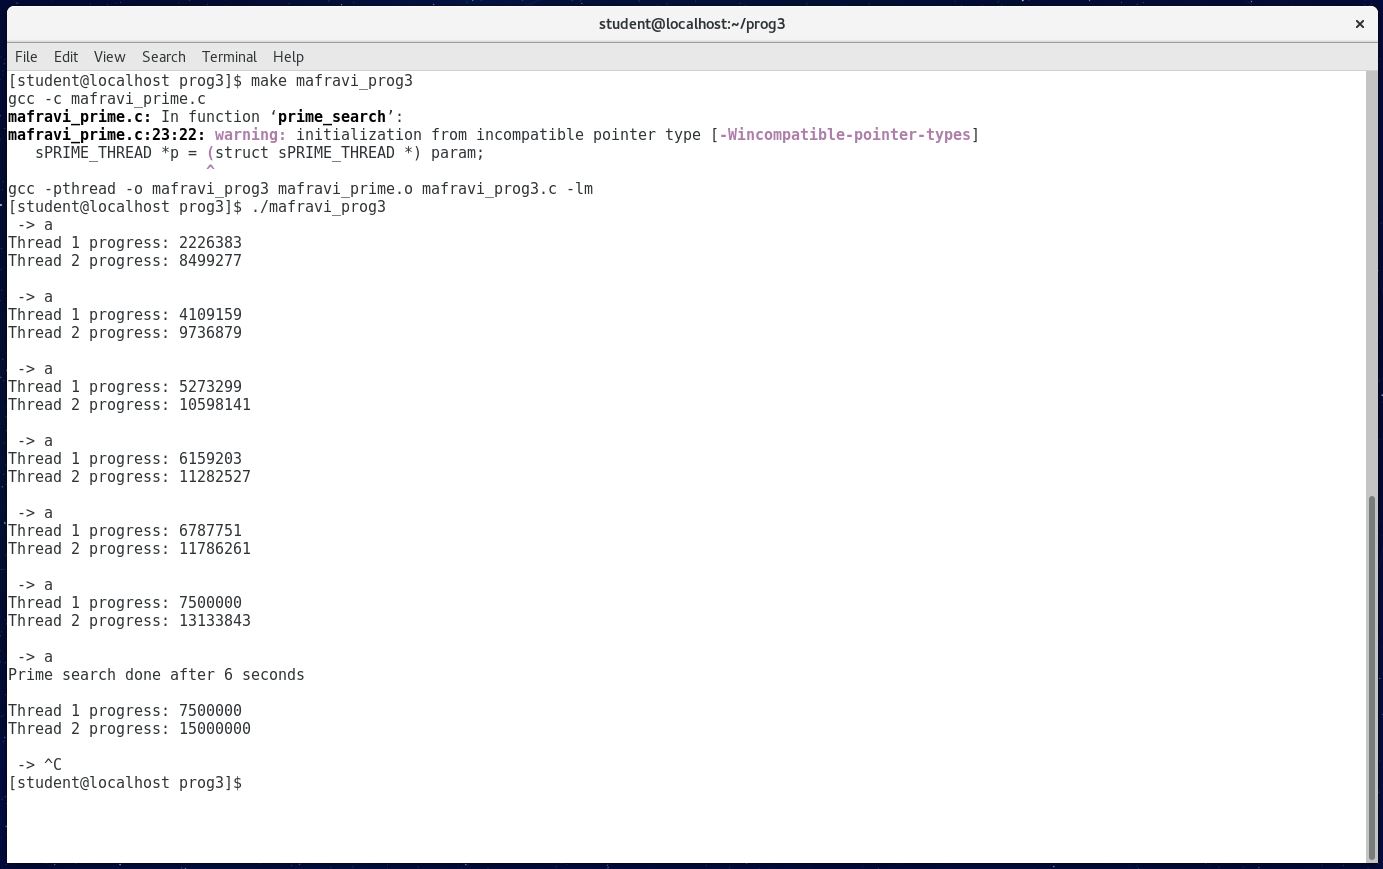 student@localhost:~/prog3
×
File Edit View Search Terminal Help
[student@localhost prog3]$ make mafravi_prog3
gcc -c mafravi_prime.c
mafravi_prime.c: In function ‘prime_search’:
mafravi_prime.c:23:22: warning: initialization from incompatible pointer type [-Wincompatible-pointer-types]
   sPRIME_THREAD *p = (struct sPRIME_THREAD *) param;
                      ^
gcc -pthread -o mafravi_prog3 mafravi_prime.o mafravi_prog3.c -lm
[student@localhost prog3]$ ./mafravi_prog3
 -> a
Thread 1 progress: 2226383
Thread 2 progress: 8499277

 -> a
Thread 1 progress: 4109159
Thread 2 progress: 9736879

 -> a
Thread 1 progress: 5273299
Thread 2 progress: 10598141

 -> a
Thread 1 progress: 6159203
Thread 2 progress: 11282527

 -> a
Thread 1 progress: 6787751
Thread 2 progress: 11786261

 -> a
Thread 1 progress: 7500000
Thread 2 progress: 13133843

 -> a
Prime search done after 6 seconds

Thread 1 progress: 7500000
Thread 2 progress: 15000000

 -> ^C
[student@localhost prog3]$